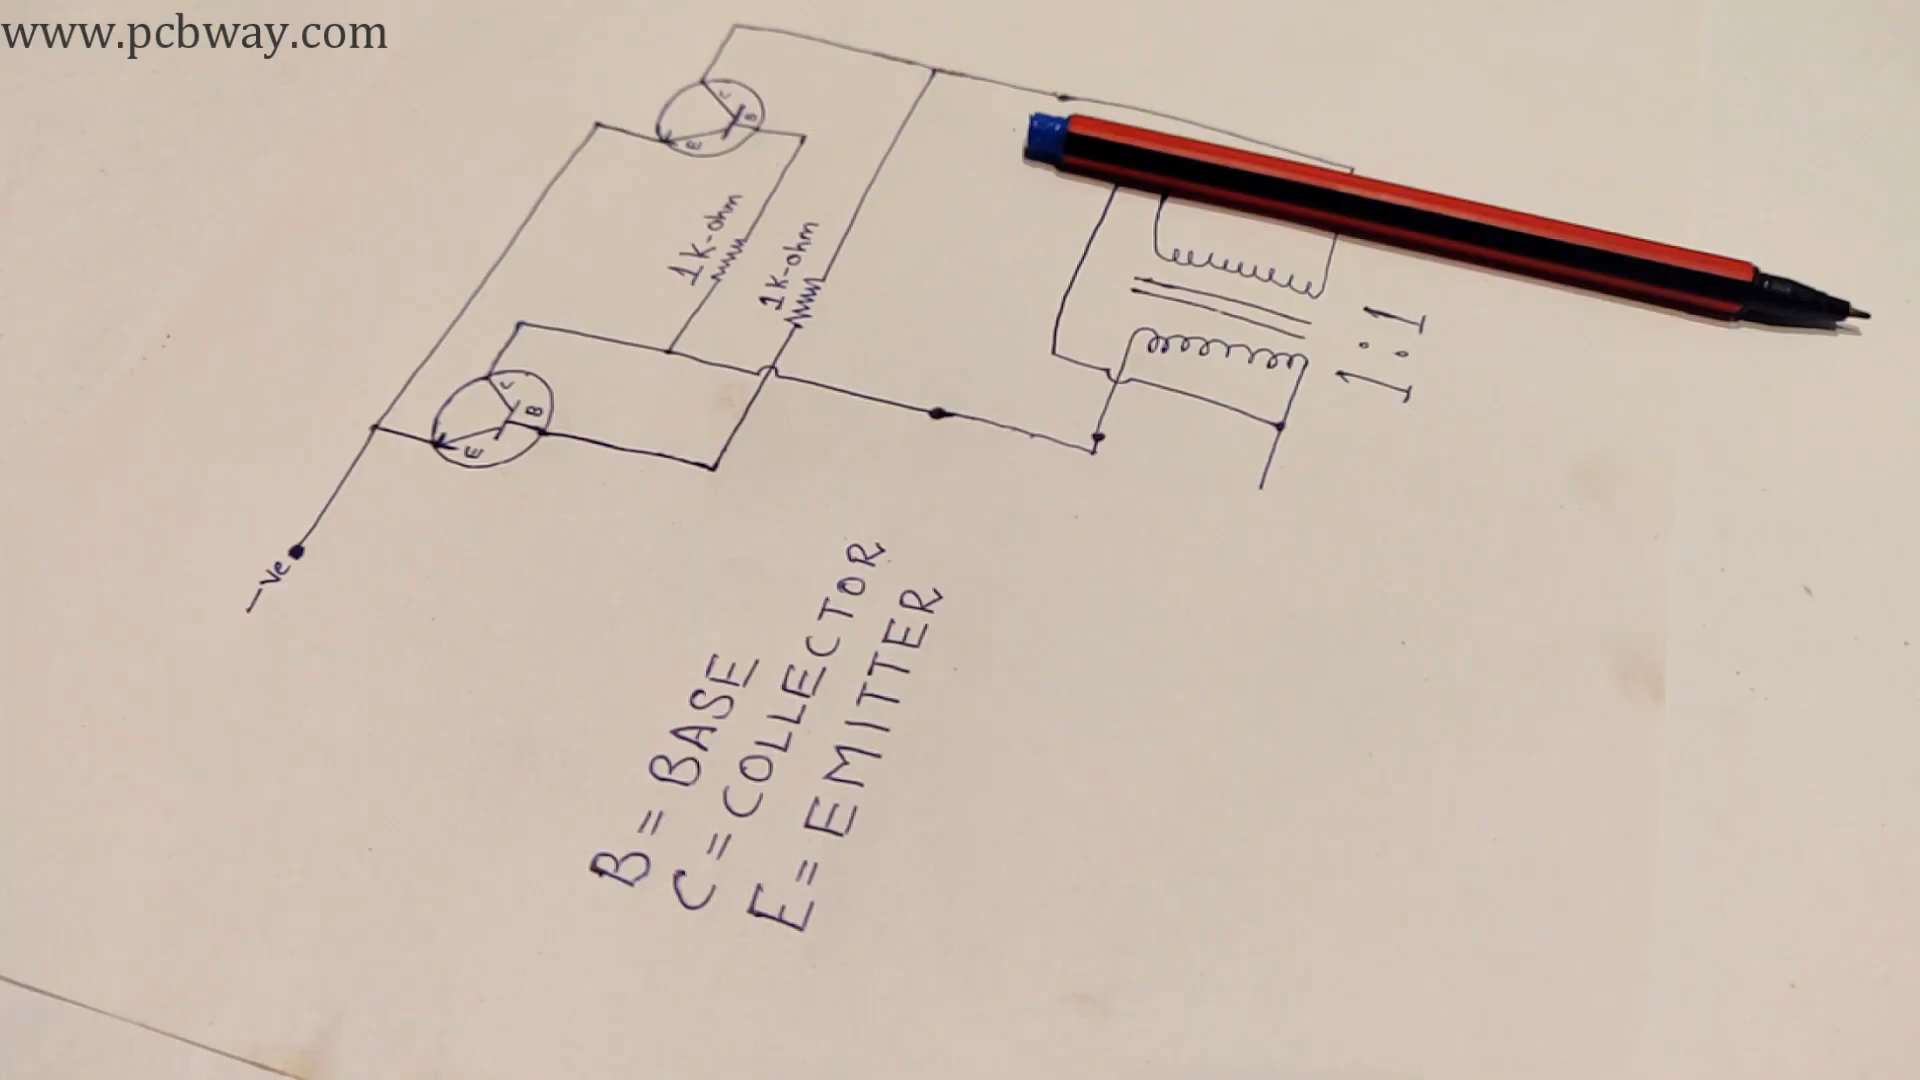 www.pcbway.com
C
B
E
1K-ohm
1K-ohm
C
B
E
1:1
-Ve
B = BASE
C = COLLECTOR
E = EMITTER